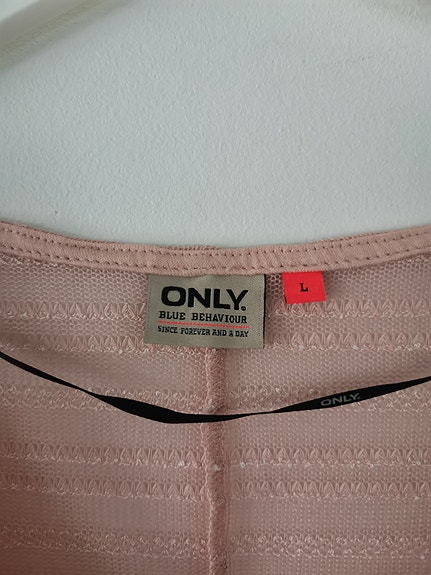 ONLY.
BLUE BEHAVIOUR
SINCE FOREVER AND A DAY
L
ONLY.